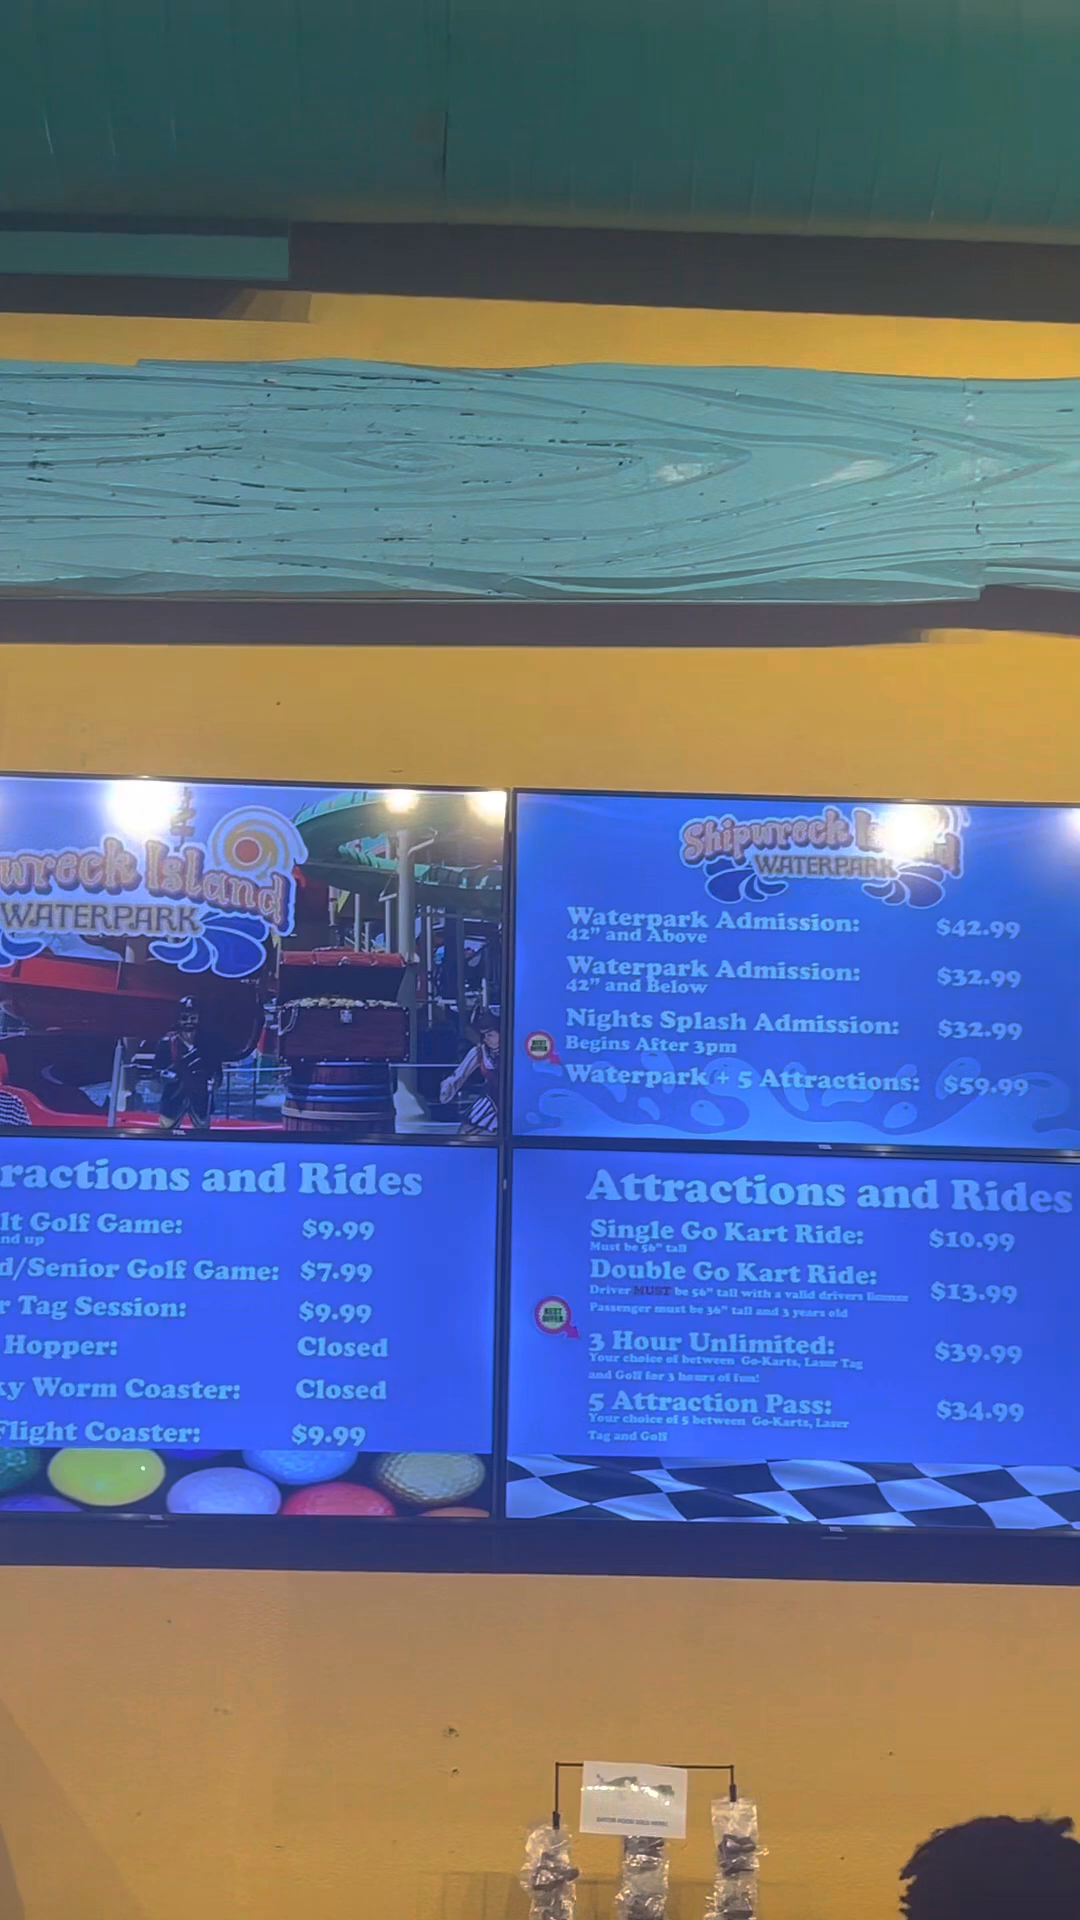 wreck Island
WATERPARK
Shipwreck Island
WATERPARK
Waterpark Admission: $42.99
42” and Above
Waterpark Admission: $32.99
42” and Below
Nights Splash Admission: $32.99
Begins After 3pm
BEST
OFFER
Waterpark + 5 Attractions: $59.99
TCL
ractions and Rides
lt Golf Game: $9.99
nd up
d/Senior Golf Game: $7.99
r Tag Session: $9.99
Hopper: Closed
ky Worm Coaster: Closed
Flight Coaster: $9.99
Attractions and Rides
Single Go Kart Ride: $10.99
Must be 56” tall
Double Go Kart Ride: $13.99
Driver MUST be 56” tall with a valid drivers license
Passenger must be 36” tall and 3 years old
BEST
OFFER
3 Hour Unlimited: $39.99
Your choice of between Go-Karts, Laser Tag
and Golf for 3 hours of fun!
5 Attraction Pass: $34.99
Your choice of 5 between Go-Karts, Laser
Tag and Golf